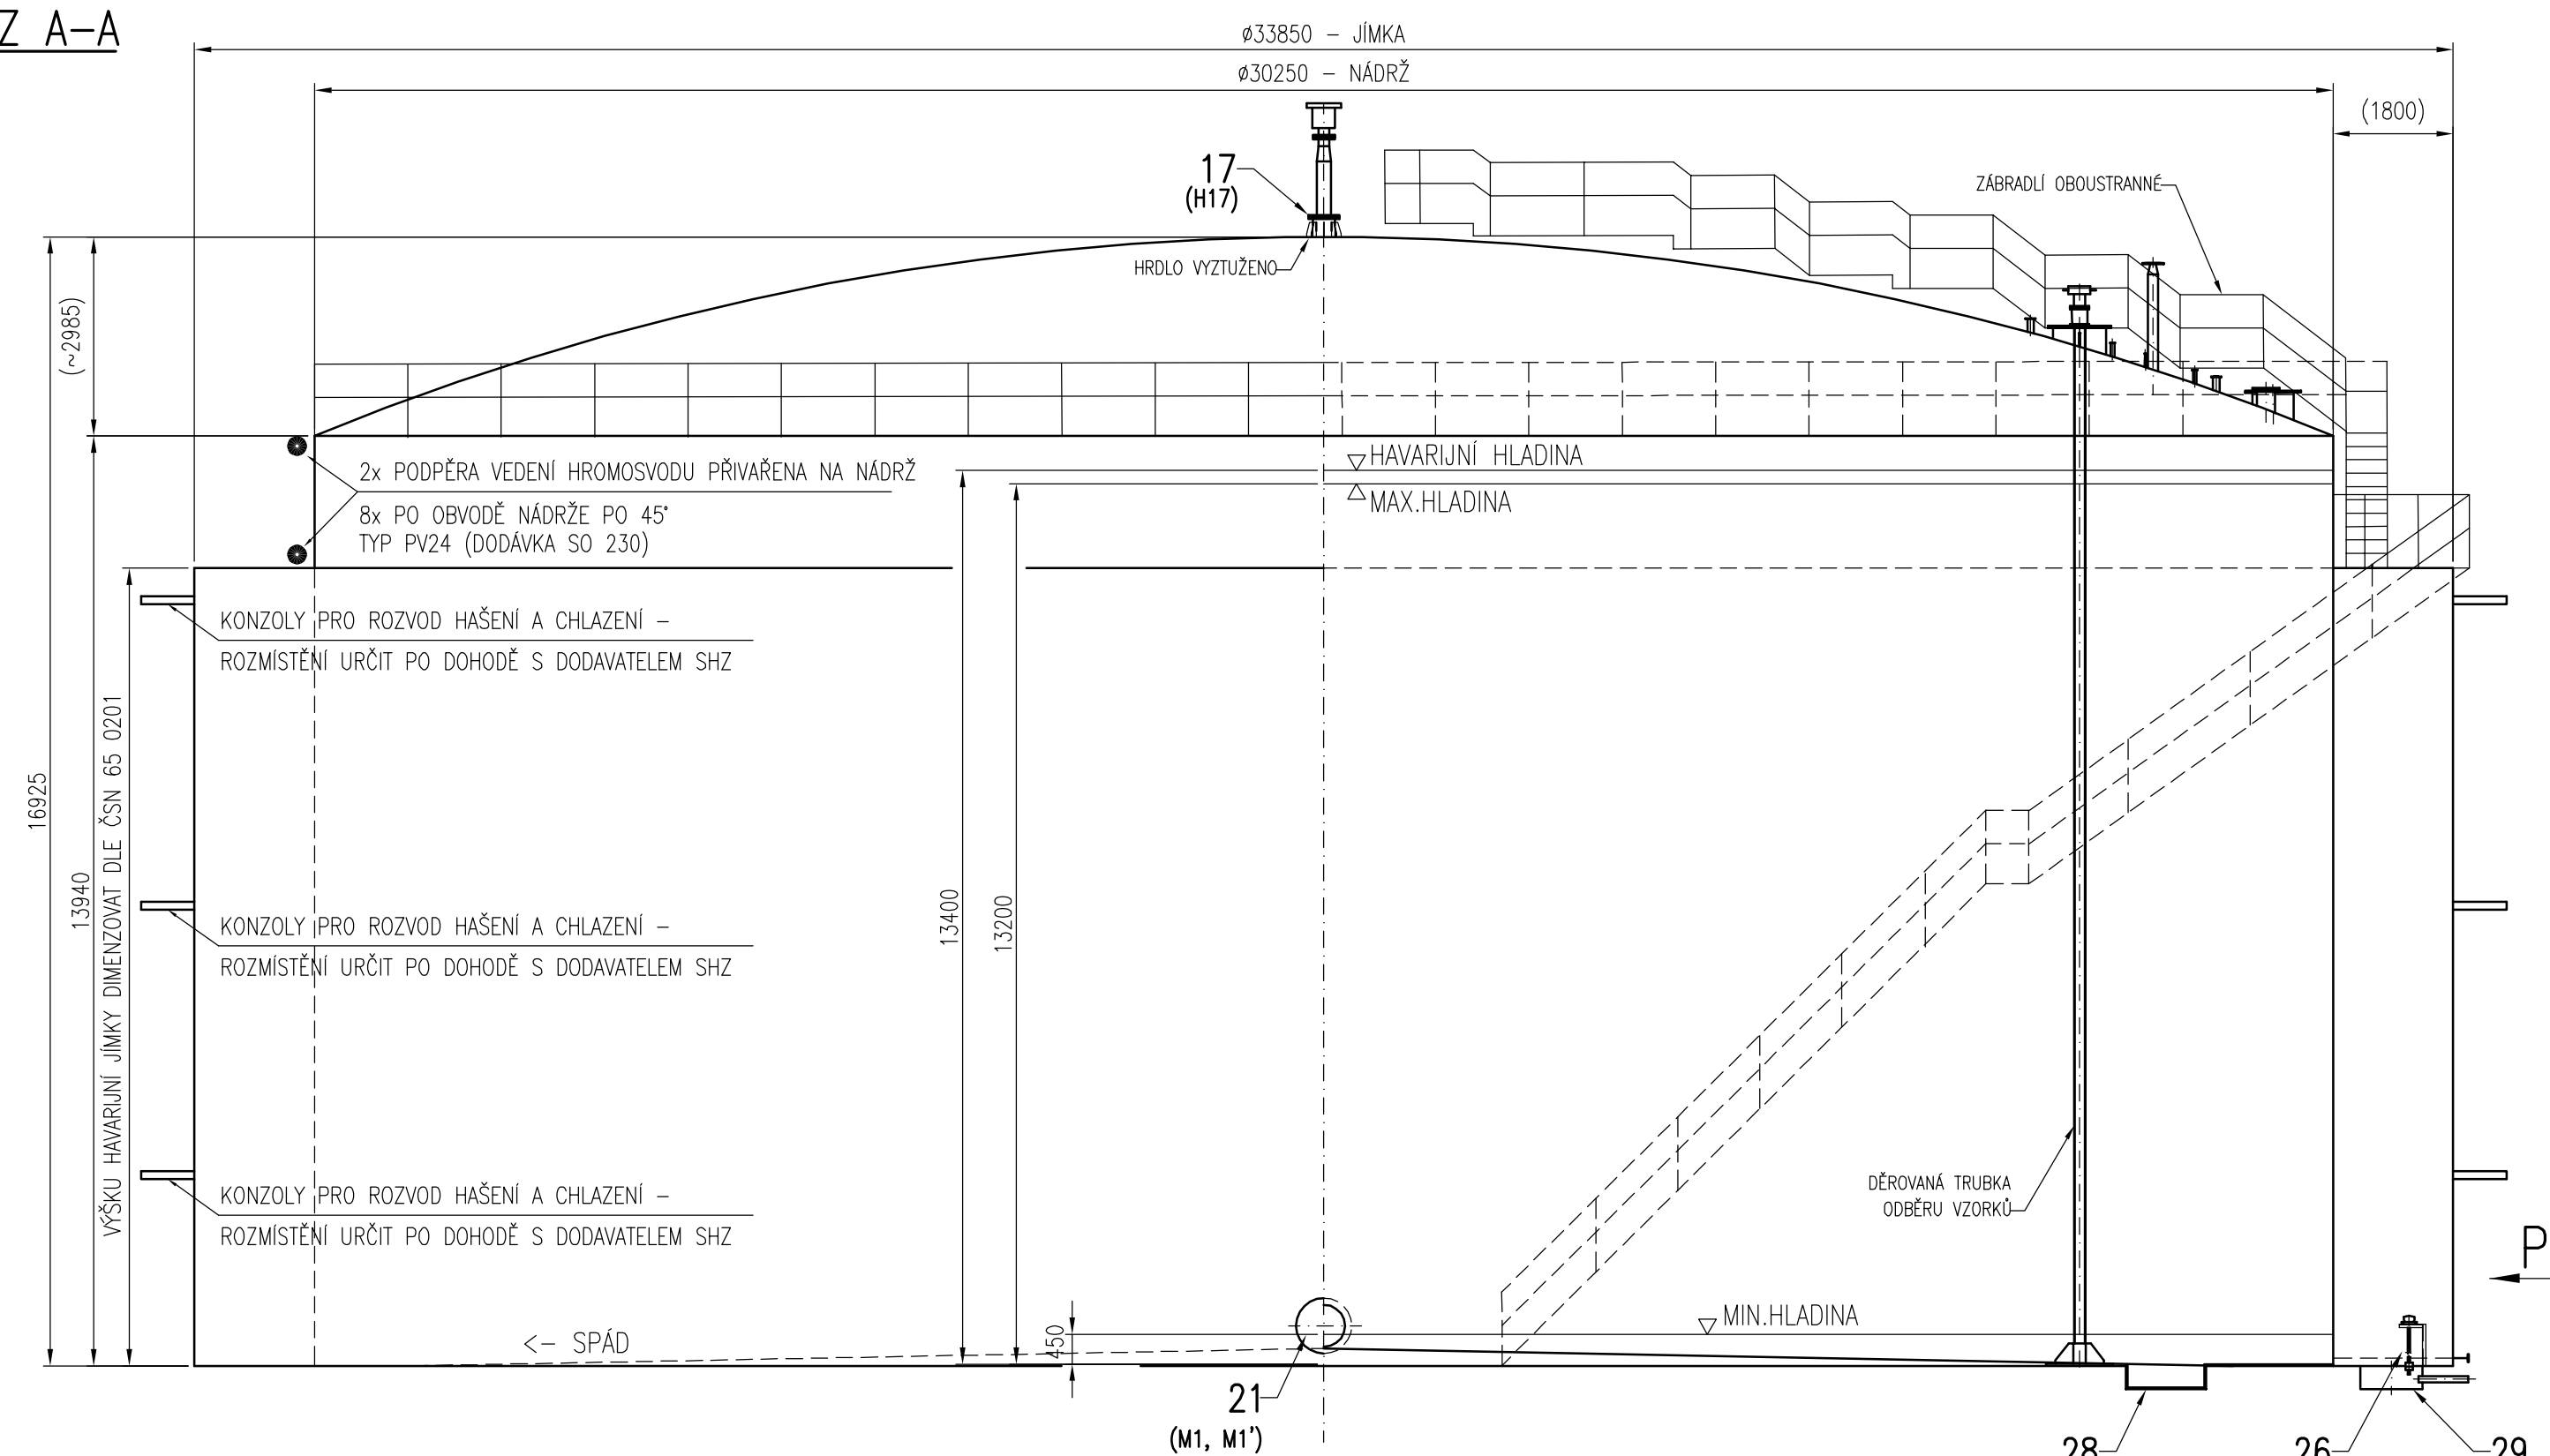 Z A–A
ø33850 – JÍMKA
ø30250 – NÁDRŽ
(1800)
17
(H17)
ZÁBRADLÍ OBOUSTRANNÉ
HRDLO VYZTUŽENO
(~2985)
HAVARIJNÍ HLADINA
2x PODPĚRA VEDENÍ HROMOSVODU PŘIVAŘENA NA NÁDRŽ
MAX.HLADINA
8x PO OBVODĚ NÁDRŽE PO 45°
TYP PV24 (DODÁVKA SO 230)
KONZOLY PRO ROZVOD HAŠENÍ A CHLAZENÍ –
ROZMÍSTĚNÍ URČIT PO DOHODĚ S DODAVATELEM SHZ
16925
13940
VÝŠKU HAVARIJNÍ JÍMKY DIMENZOVAT DLE ČSN 65 0201
13400
13200
KONZOLY PRO ROZVOD HAŠENÍ A CHLAZENÍ –
ROZMÍSTĚNÍ URČIT PO DOHODĚ S DODAVATELEM SHZ
KONZOLY PRO ROZVOD HAŠENÍ A CHLAZENÍ –
ROZMÍSTĚNÍ URČIT PO DOHODĚ S DODAVATELEM SHZ
DĚROVANÁ TRUBKA
ODBĚRU VZORKŮ
P
MIN.HLADINA
450
<– SPÁD
21
(M1, M1')
28
26
29